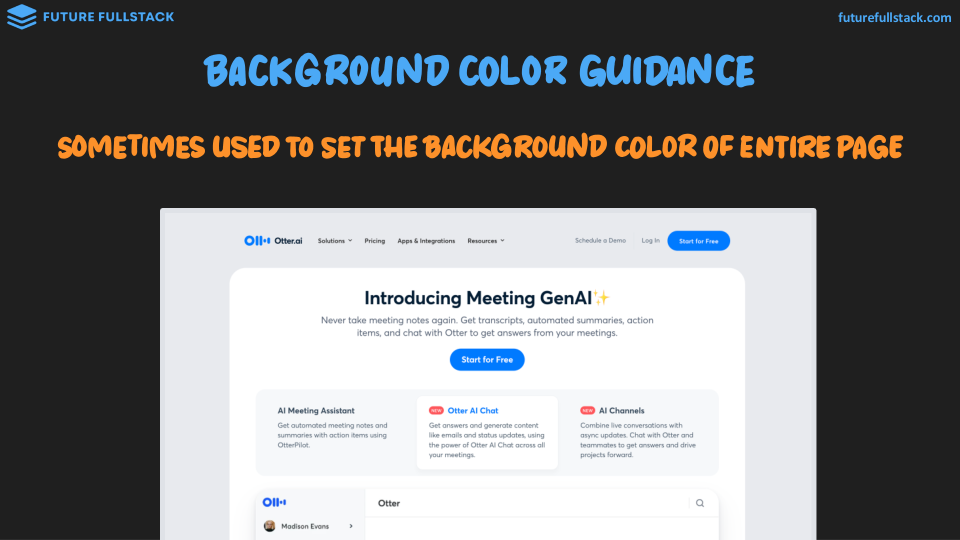 FUTURE FULLSTACK
futurefullstack.com
BACKGROUND COLOR GUIDANCE
SOMETIMES USED TO SET THE BACKGROUND COLOR OF ENTIRE PAGE
Otter.ai Solutions Pricing Apps & Integrations Resources Schedule a Demo Log In Start for Free
Introducing Meeting GenAI✨
Never take meeting notes again. Get transcripts, automated summaries, action
items, and chat with Otter to get answers from your meetings.
Start for Free
AI Meeting Assistant
Get automated meeting notes and
summaries with action items using
OtterPilot.
NEW Otter AI Chat
Get answers and generate content
like emails and status updates, using
the power of Otter AI Chat across all
your meetings.
NEW AI Channels
Combine live conversations with
async updates. Chat with Otter and
teammates to get answers and drive
projects forward.
Otter
Madison Evans